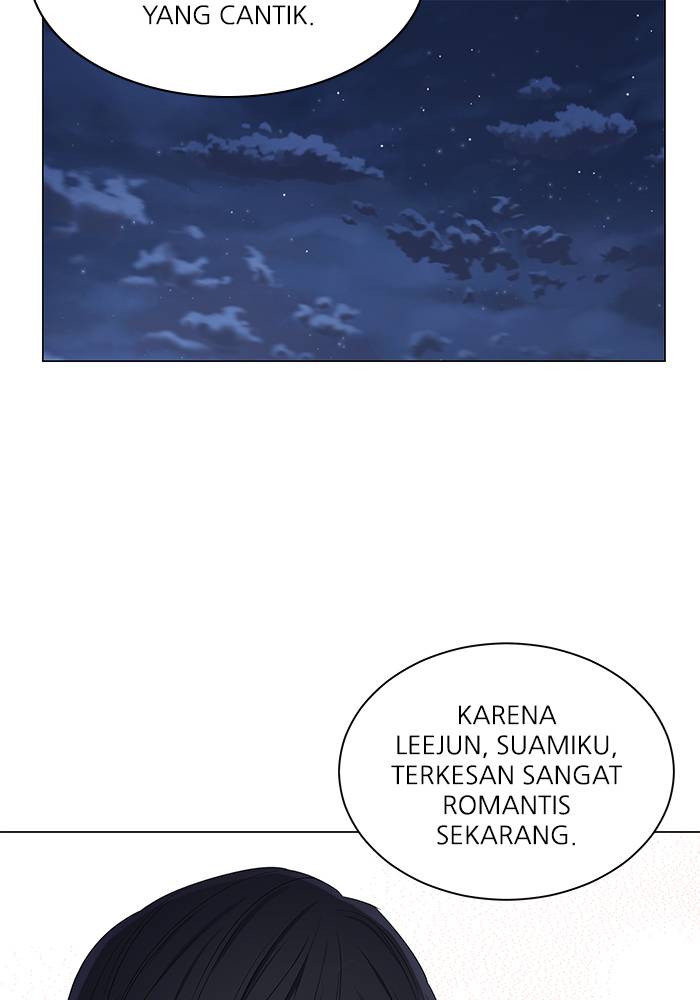 YANG CANTIK.
KARENA
LEEJUN, SUAMIKU,
TERKESAN SANGAT
ROMANTIS
SEKARANG.